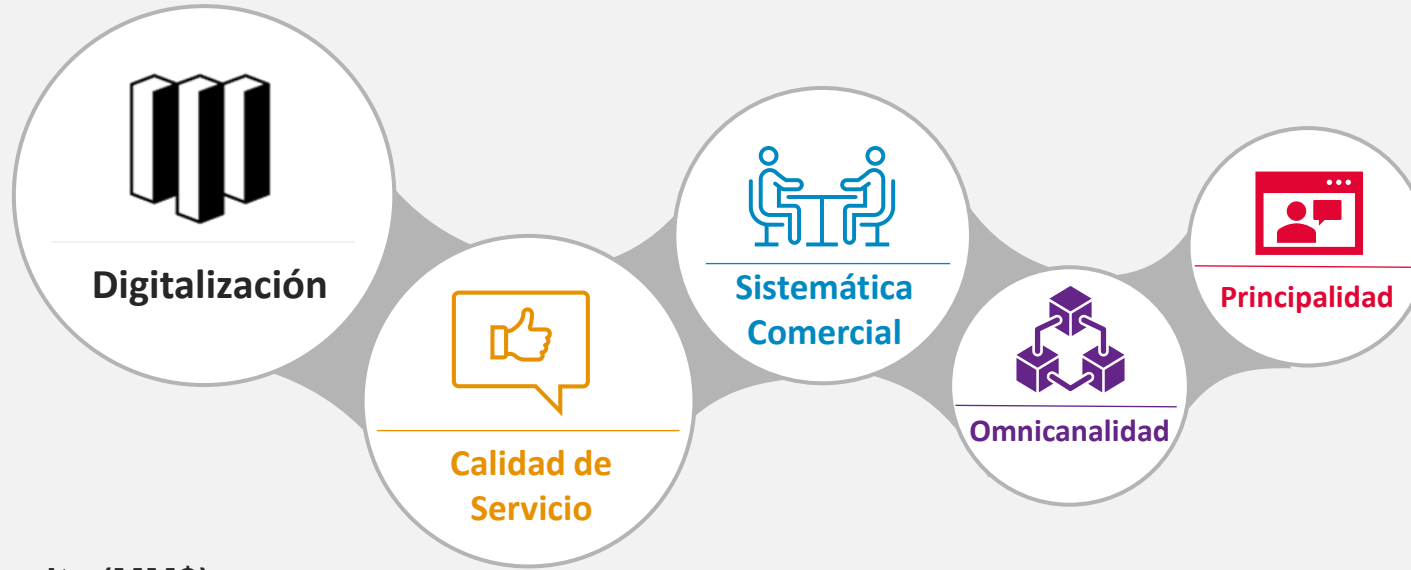 Digitalización
Calidad de
Servicio
Sistemática
Comercial
Omnicanalidad
Principalidad